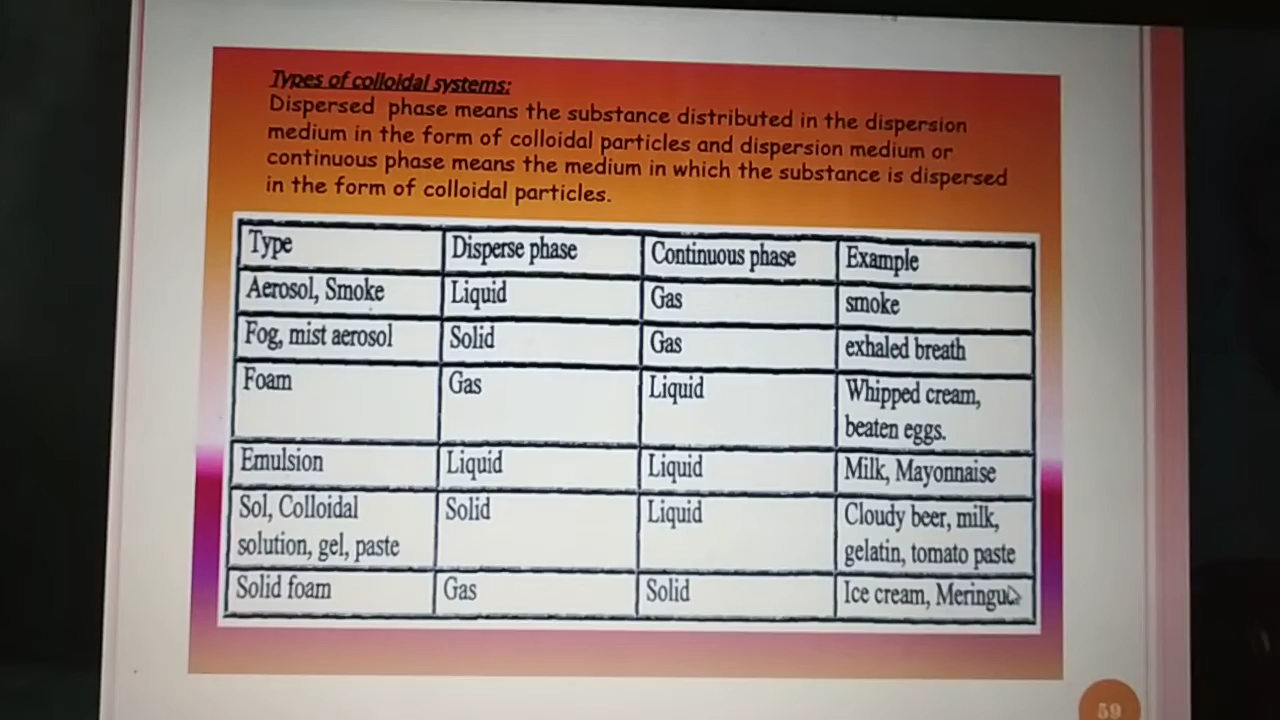 Types of colloidal systems:
Dispersed phase means the substance distributed in the dispersion
medium in the form of colloidal particles and dispersion medium or
continuous phase means the medium in which the substance is dispersed
in the form of colloidal particles.
Type Disperse phase Continuous phase Example
Aerosol, Smoke Liquid Gas smoke
Fog, mist aerosol Solid Gas exhaled breath
Foam Gas Liquid Whipped cream,
beaten eggs.
Emulsion Liquid Liquid Milk, Mayonnaise
Sol, Colloidal Solid Liquid Cloudy beer, milk,
solution, gel, paste gelatin, tomato paste
Solid foam Gas Solid Ice cream, Meringue
59